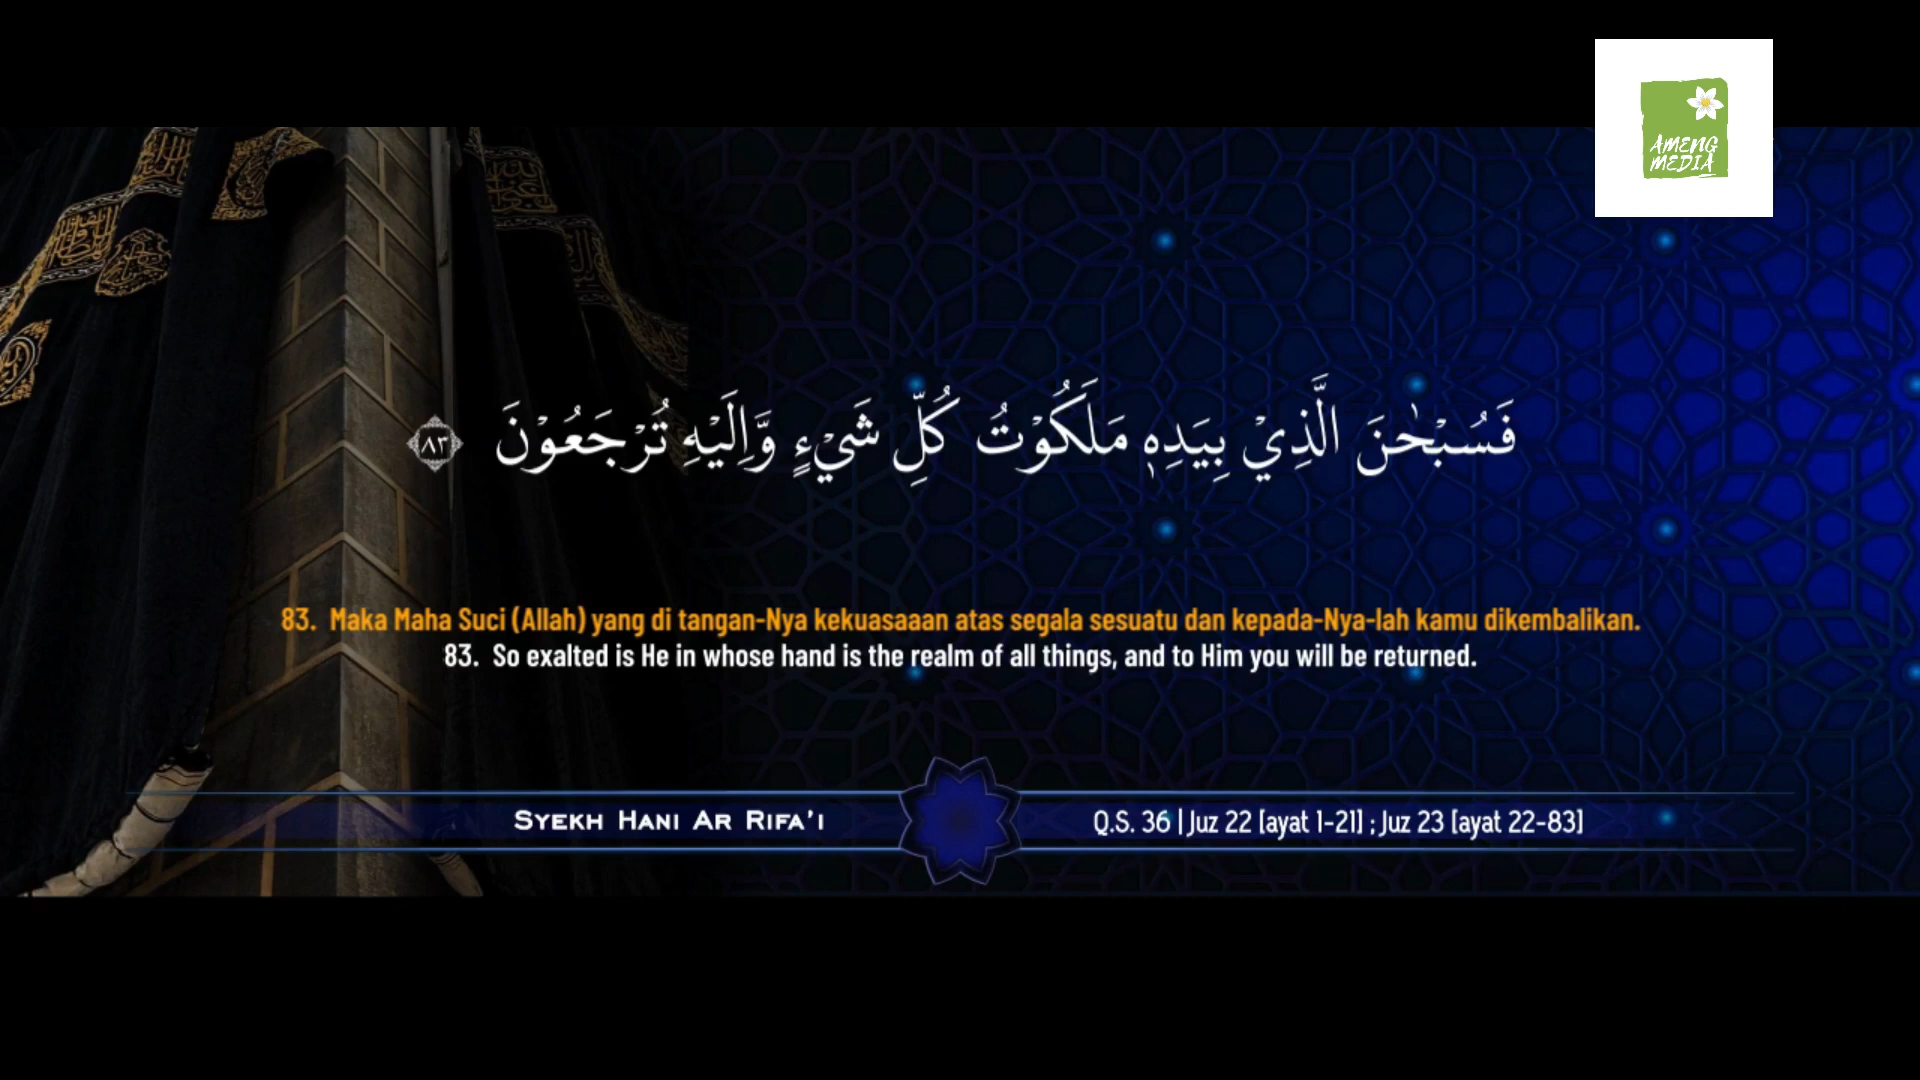 AMENG
MEDIA
فَسُبْحٰنَ الَّذِيْ بِيَدِهٖ مَلَكُوْتُ كُلِّ شَيْءٍ وَّاِلَيْهِ تُرْجَعُوْنَ ٨٣
83. Maka Maha Suci (Allah) yang di tangan-Nya kekuasaaan atas segala sesuatu dan kepada-Nya-lah kamu dikembalikan.
83. So exalted is He in whose hand is the realm of all things, and to Him you will be returned.
SYEKH HANI AR RIFA'I
Q.S. 36 | Juz 22 [ayat 1-21] ; Juz 23 [ayat 22-83]